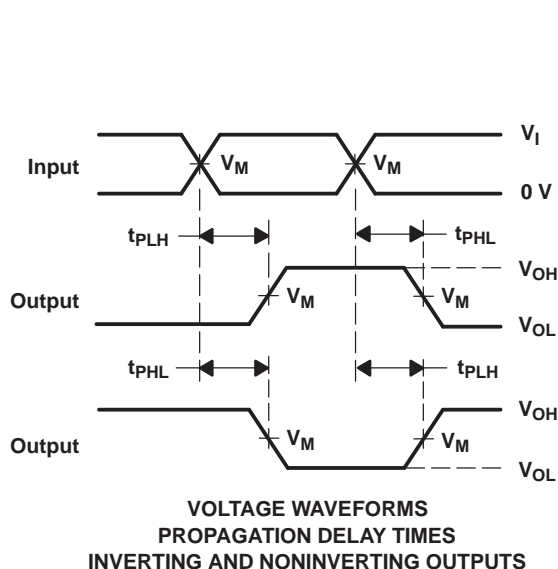 V_I
Input
V_M
V_M
0 V
t_PLH
t_PHL
V_OH
Output
V_M
V_M
V_OL
t_PHL
t_PLH
V_OH
Output
V_M
V_M
V_OL
VOLTAGE WAVEFORMS
PROPAGATION DELAY TIMES
INVERTING AND NONINVERTING OUTPUTS